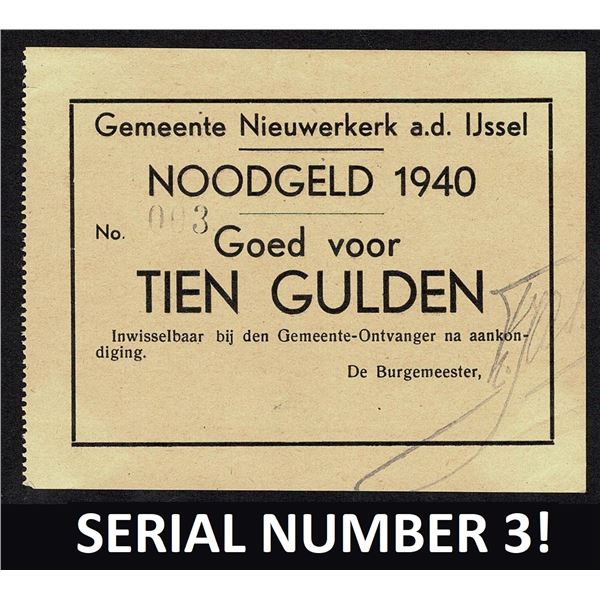 Gemeente Nieuwerkerk a.d. IJssel
NOODGELD 1940
No. 003
Goed voor
TIEN GULDEN
Inwisselbaar bij den Gemeente-Ontvanger na aankon-
diging.
De Burgemeester,
SERIAL NUMBER 3!